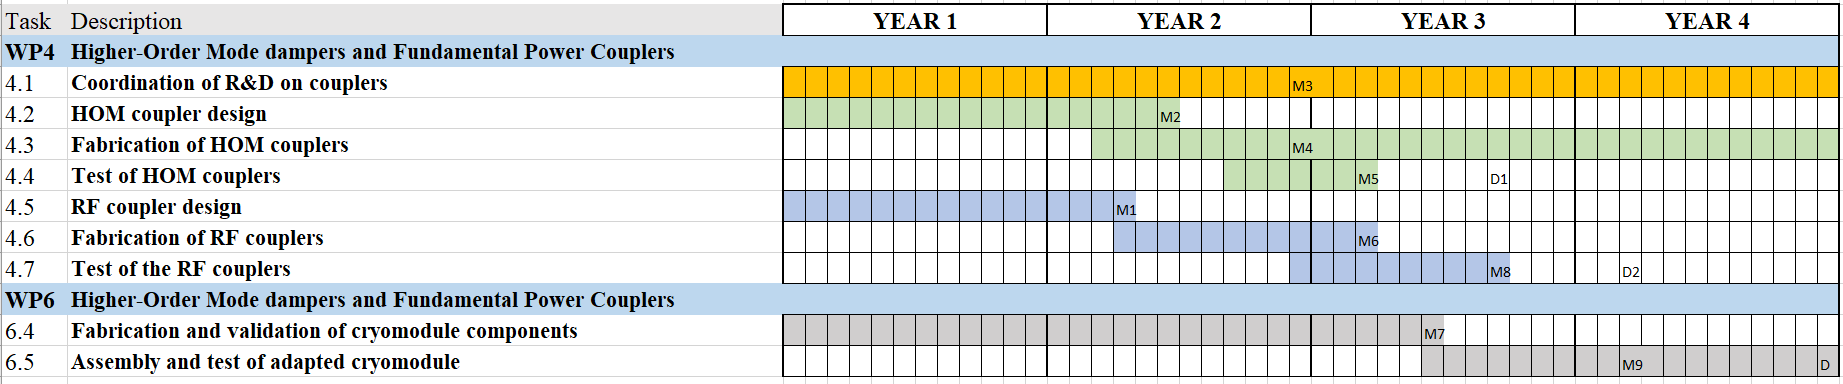 Task Description YEAR 1 YEAR 2 YEAR 3 YEAR 4
WP4 Higher-Order Mode dampers and Fundamental Power Couplers
4.1 Coordination of R&D on couplers M3
4.2 HOM coupler design M2
4.3 Fabrication of HOM couplers M4
4.4 Test of HOM couplers M5 D1
4.5 RF coupler design M1
4.6 Fabrication of RF couplers M6
4.7 Test of the RF couplers M8 D2
WP6 Higher-Order Mode dampers and Fundamental Power Couplers
6.4 Fabrication and validation of cryomodule components M7
6.5 Assembly and test of adapted cryomodule M9 D